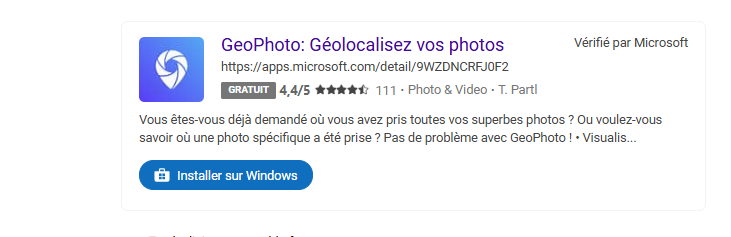 GeoPhoto: Géolocalisez vos photos
Vérifié par Microsoft
https://apps.microsoft.com/detail/9WZDNCRFJ0F2
GRATUIT 4,4/5 ★★★★⯨ 111 · Photo & Video · T. Partl
Vous êtes-vous déjà demandé où vous avez pris toutes vos superbes photos ? Ou voulez-vous
savoir où une photo spécifique a été prise ? Pas de problème avec GeoPhoto ! • Visualis...
Installer sur Windows